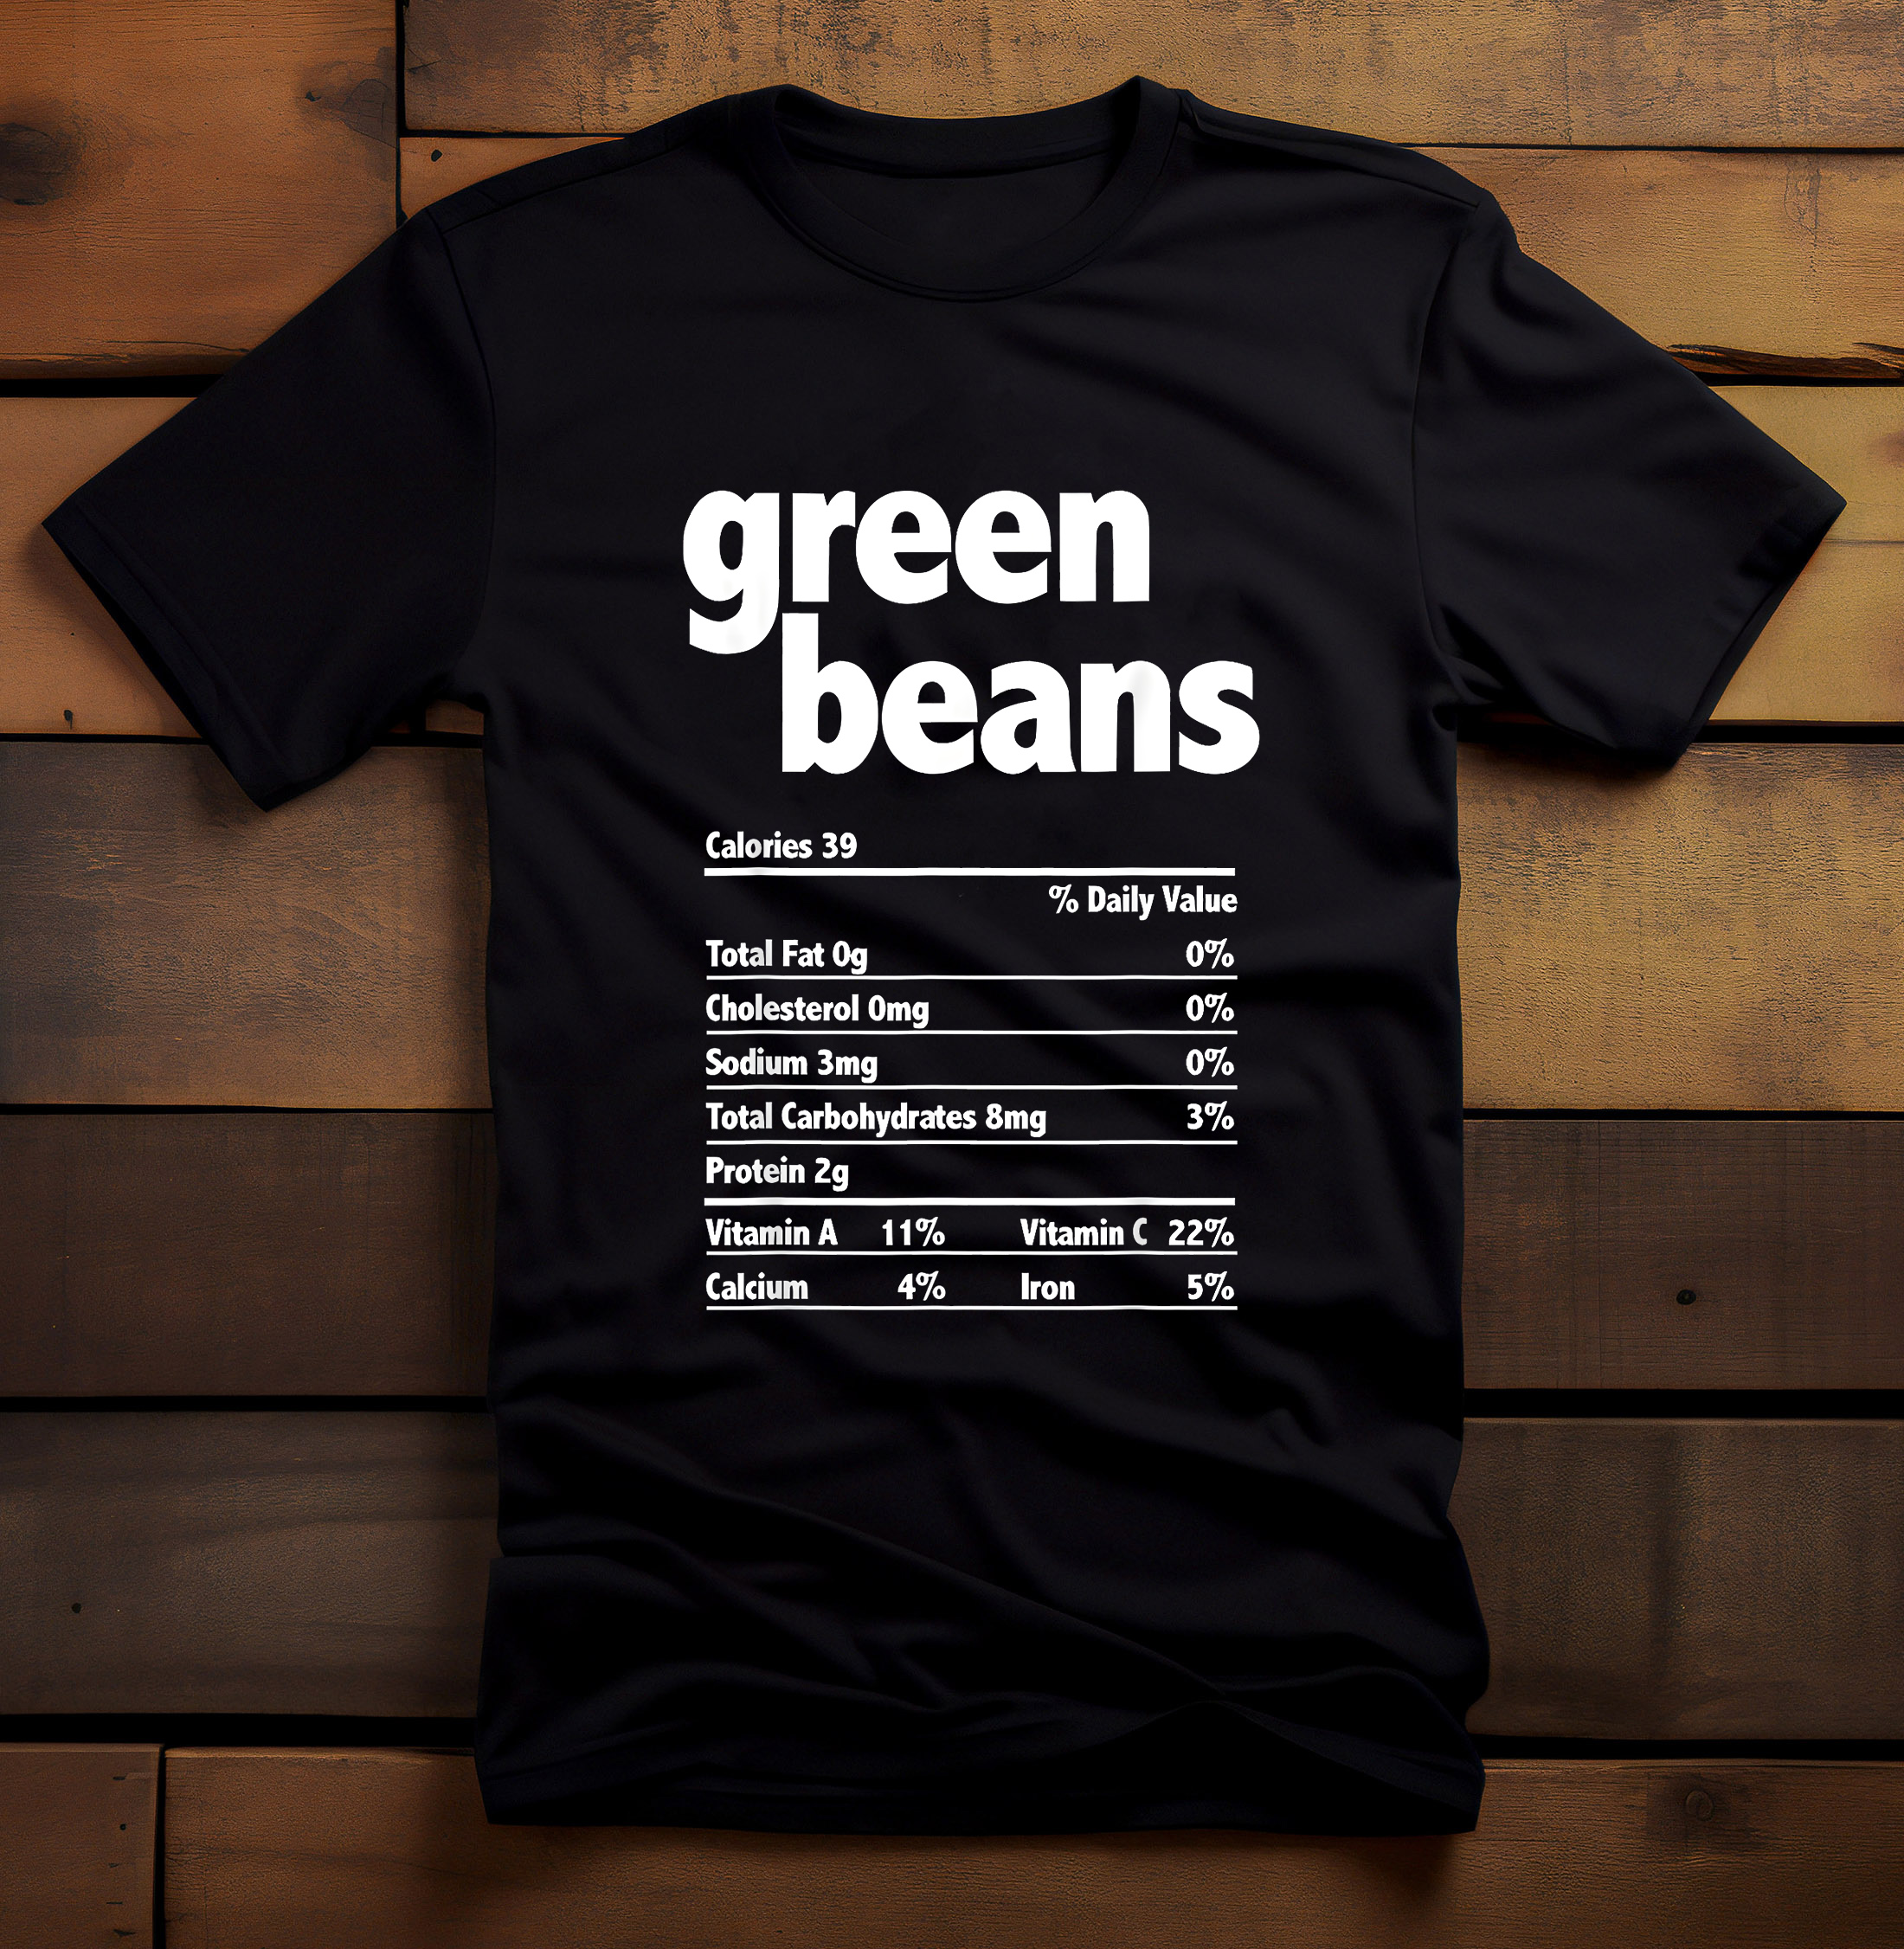 green
beans
Calories 39
% Daily Value
Total Fat 0g 0%
Cholesterol 0mg 0%
Sodium 3mg 0%
Total Carbohydrates 8mg 3%
Protein 2g
Vitamin A 11% Vitamin C 22%
Calcium 4% Iron 5%